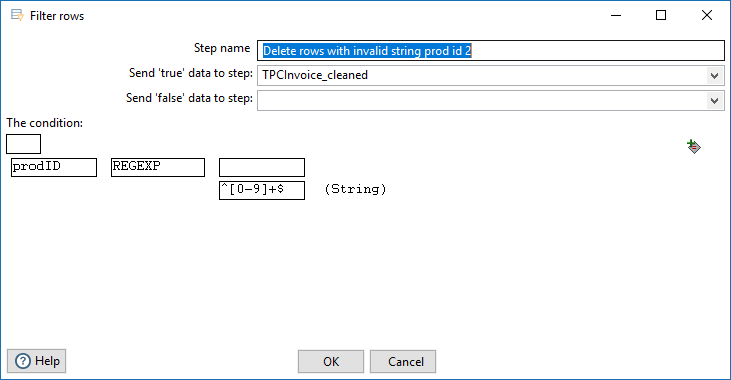 Filter rows
Step name Delete rows with invalid string prod id 2
Send 'true' data to step: TPCInvoice_cleaned
Send 'false' data to step:
The condition:
prodID REGEXP
^[0-9]+$ (String)
Help OK Cancel